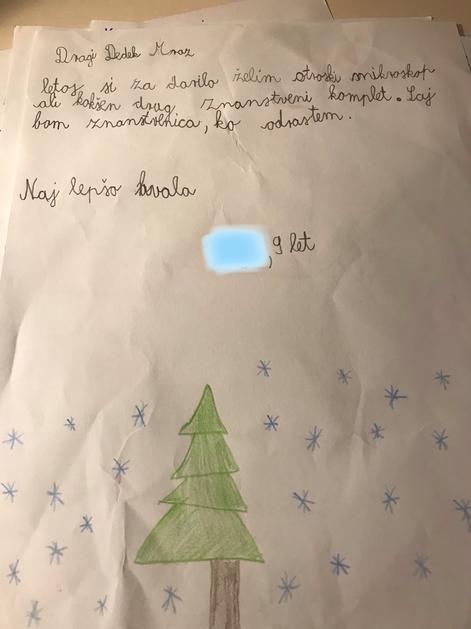 Dragi Dedek Mraz
letos si za darilo želim otroški mikroskop
ali kakšen drug znanstveni komplet. Saj
bom znanstvenica, ko odrastem.
Naj lepšo hvala
, 9 let